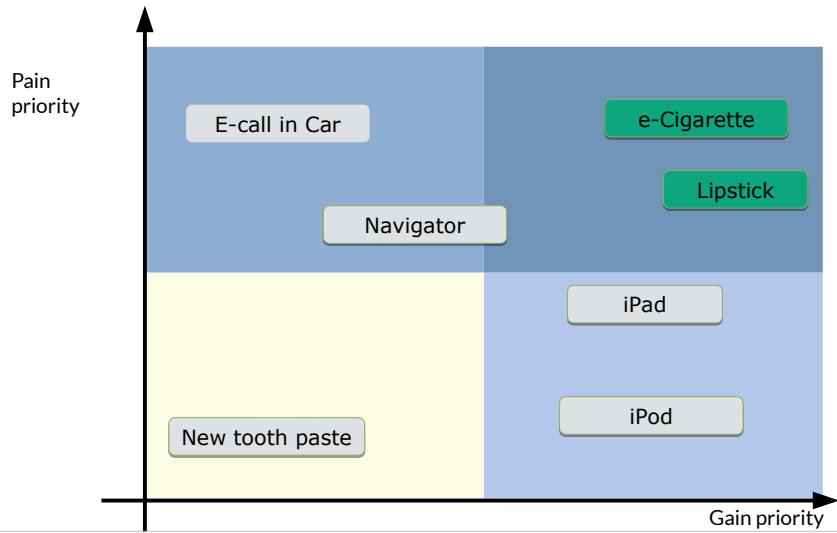 Pain
priority
E-call in Car
e-Cigarette
Lipstick
Navigator
iPad
iPod
New tooth paste
Gain priority